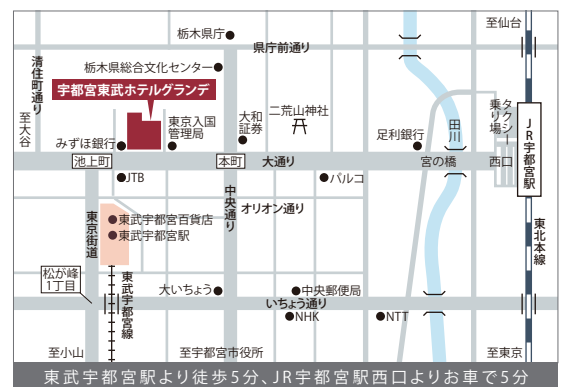 至仙台
栃木県庁
県庁前通り
清住町通り
栃木県総合文化センター
宇都宮東武ホテルグランデ
至大谷
東京入国
管理局
大和
証券
二荒山神社
田川
タクシー
乗り場
JR宇都宮駅
みずほ銀行
足利銀行
池上町
本町
大通り
宮の橋
西口
JTB
パルコ
中央通り
オリオン通り
東京街道
東武宇都宮百貨店
東武宇都宮駅
東北本線
松が峰
1丁目
東武宇都宮線
大いちょう
中央郵便局
いちょう通り
NHK
NTT
至小山
至宇都宮市役所
至東京
東武宇都宮駅より徒歩5分、JR宇都宮駅西口よりお車で5分